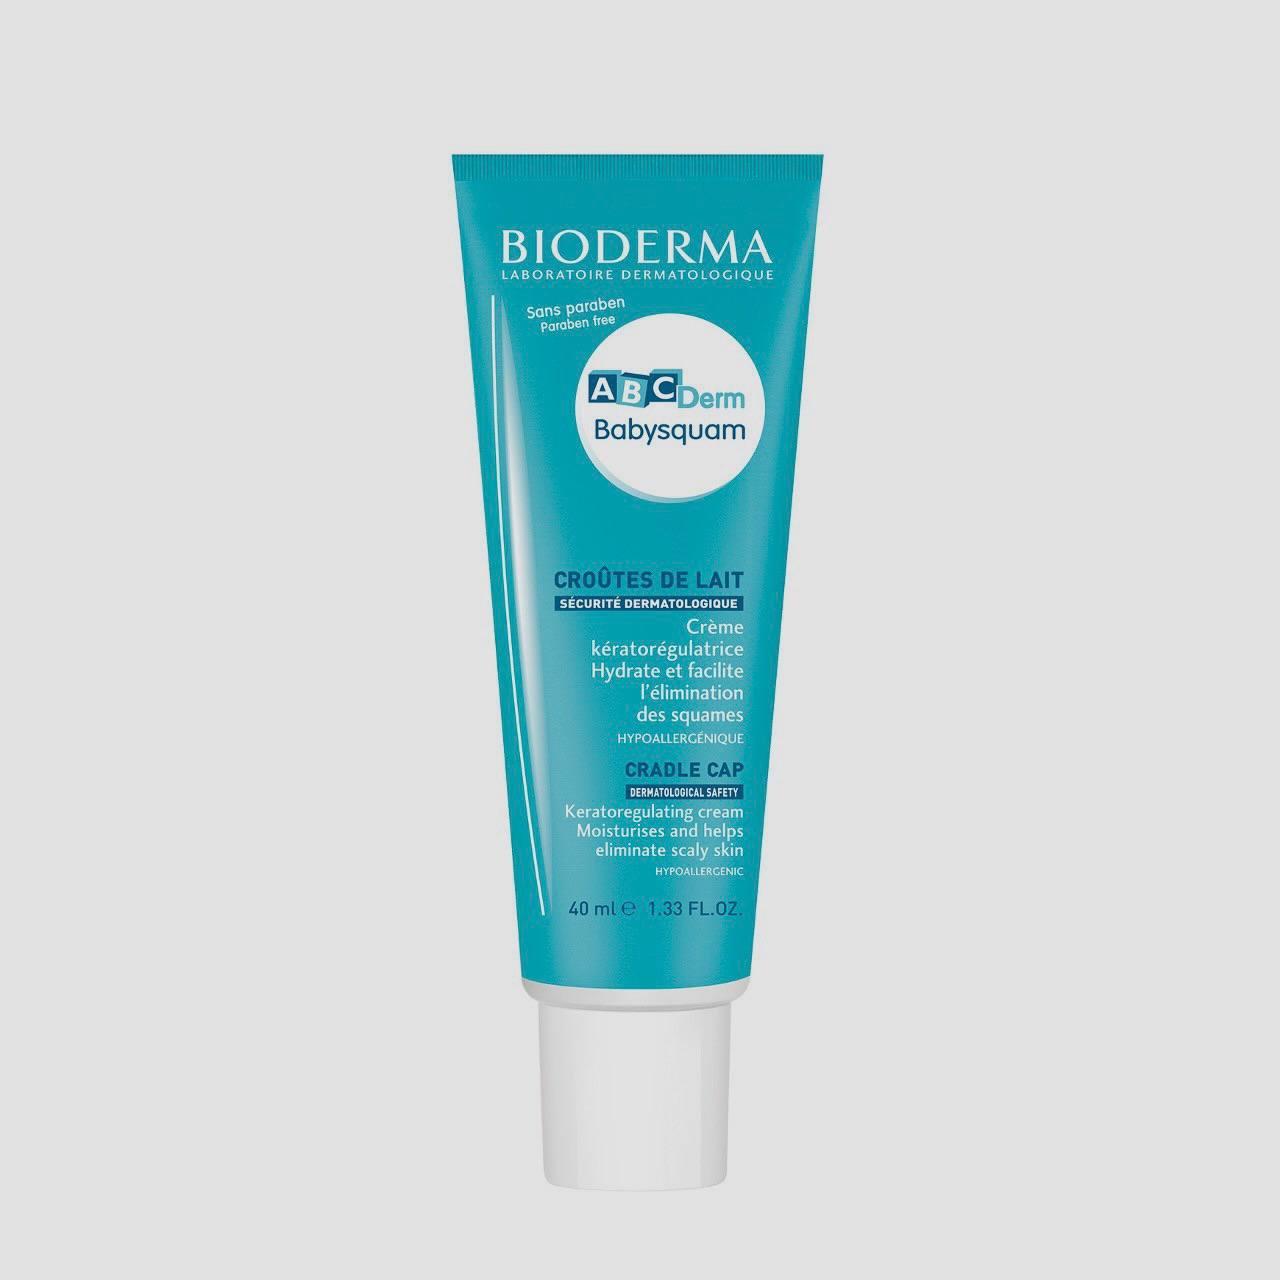 BIODERMA
LABORATOIRE DERMATOLOGIQUE
Sans paraben
Paraben free
ABCDerm
Babysquam
CROÛTES DE LAIT
SÉCURITÉ DERMATOLOGIQUE
Crème
kératorégulatrice
Hydrate et facilite
l'élimination
des squames
HYPOALLERGÉNIQUE
CRADLE CAP
DERMATOLOGICAL SAFETY
Keratoregulating cream
Moisturises and helps
eliminate scaly skin
HYPOALLERGENIC
40 ml ℮ 1.33 FL.OZ.